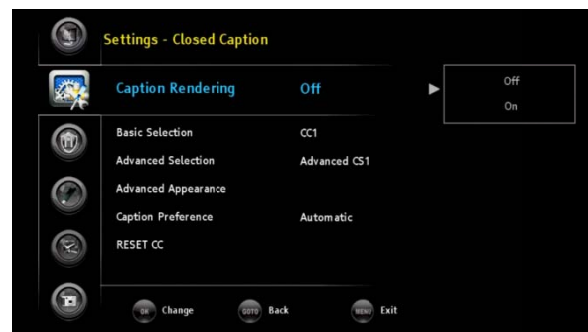 Settings - Closed Caption
Caption Rendering Off
Off
On
Basic Selection CC1
Advanced Selection Advanced CS1
Advanced Appearance
Caption Preference Automatic
RESET CC
OK Change GOTO Back MENU Exit